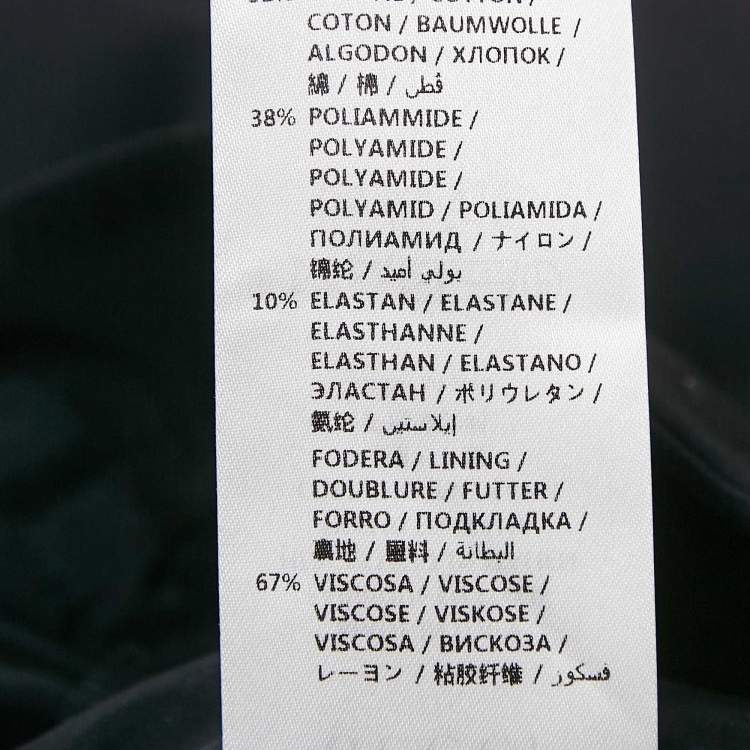 COTON / BAUMWOLLE /
ALGODON / ХЛОПОК /
綿 / 棉 / قطن
38% POLIAMMIDE /
POLYAMIDE /
POLYAMIDE /
POLYAMID / POLIAMIDA /
ПОЛИАМИД / ナイロン /
锦纶 / بولي أميد
10% ELASTAN / ELASTANE /
ELASTHANNE /
ELASTHAN / ELASTANO /
ЭЛАСТАН / ポリウレタン /
氨纶 / إيلاستين
FODERA / LINING /
DOUBLURE / FUTTER /
FORRO / ПОДКЛАДКА /
裏地 / 里料 / البطانة
67% VISCOSA / VISCOSE /
VISCOSE / VISKOSE /
VISCOSA / ВИСКОЗА /
レーヨン / 粘胶纤维 / فسكوز